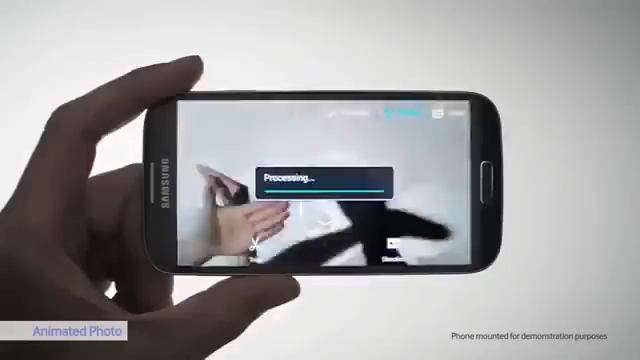 SAMSUNG
Processing...
Animated Photo
Phone mounted for demonstration purposes